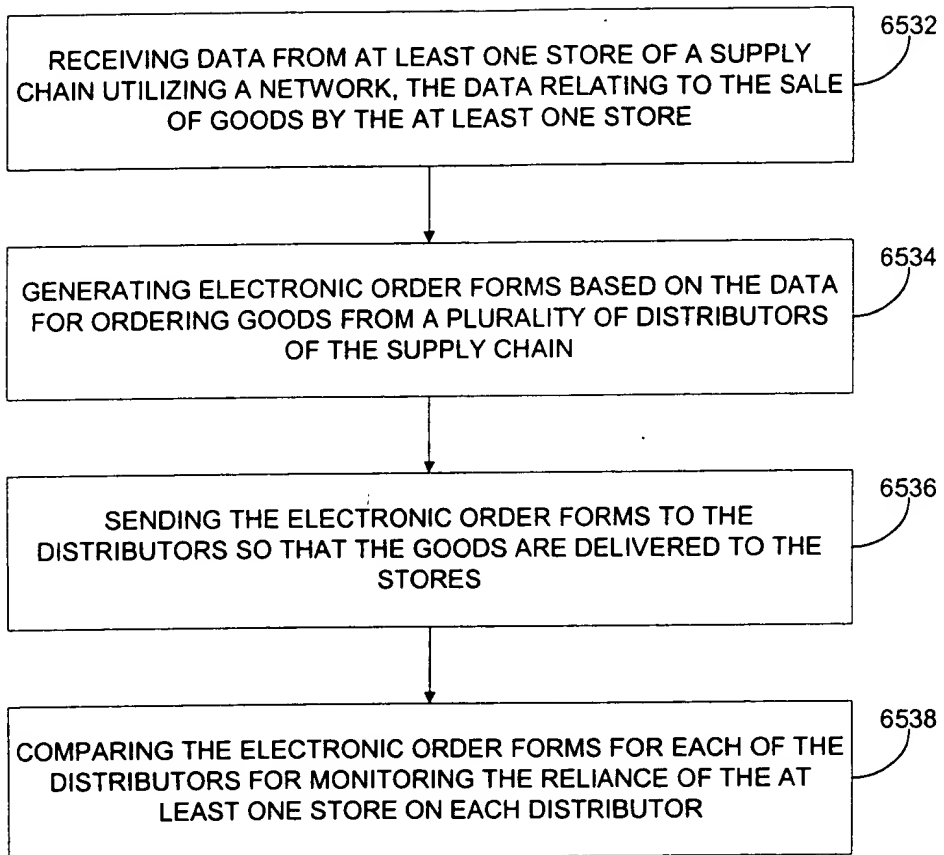 6532
RECEIVING DATA FROM AT LEAST ONE STORE OF A SUPPLY
CHAIN UTILIZING A NETWORK, THE DATA RELATING TO THE SALE
OF GOODS BY THE AT LEAST ONE STORE
6534
GENERATING ELECTRONIC ORDER FORMS BASED ON THE DATA
FOR ORDERING GOODS FROM A PLURALITY OF DISTRIBUTORS
OF THE SUPPLY CHAIN
6536
SENDING THE ELECTRONIC ORDER FORMS TO THE
DISTRIBUTORS SO THAT THE GOODS ARE DELIVERED TO THE
STORES
6538
COMPARING THE ELECTRONIC ORDER FORMS FOR EACH OF THE
DISTRIBUTORS FOR MONITORING THE RELIANCE OF THE AT
LEAST ONE STORE ON EACH DISTRIBUTOR